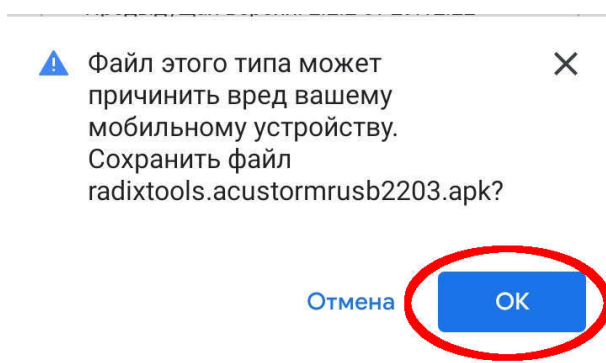 Файл этого типа может
причинить вред вашему
мобильному устройству.
Сохранить файл
radixtools.acustormrusb2203.apk?
Отмена
OK